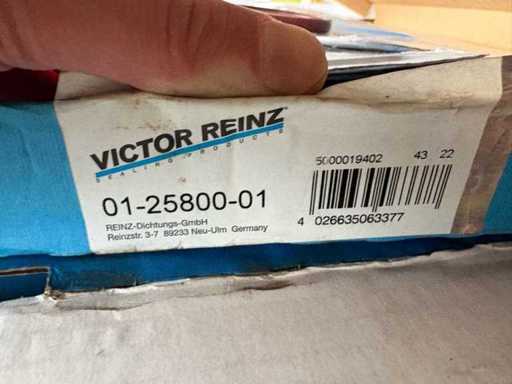 VICTOR REINZ®
SEALING PRODUCTS
01-25800-01
REINZ-Dichtungs-GmbH
Reinzstr. 3-7 89233 Neu-Ulm Germany
5000019402 43 22
4 026635063377